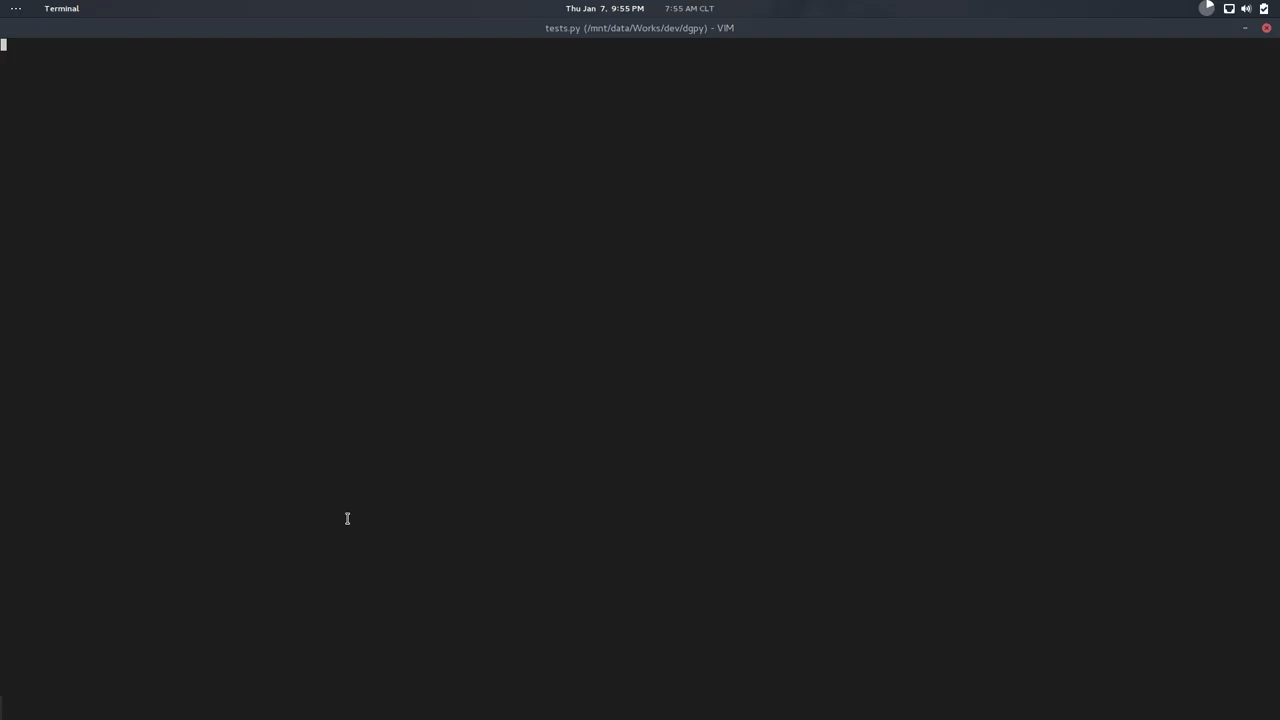 ··· Terminal Thu Jan 7, 9:55 PM 7:55 AM CLT
tests.py (/mnt/data/Works/dev/dgpy) - VIM